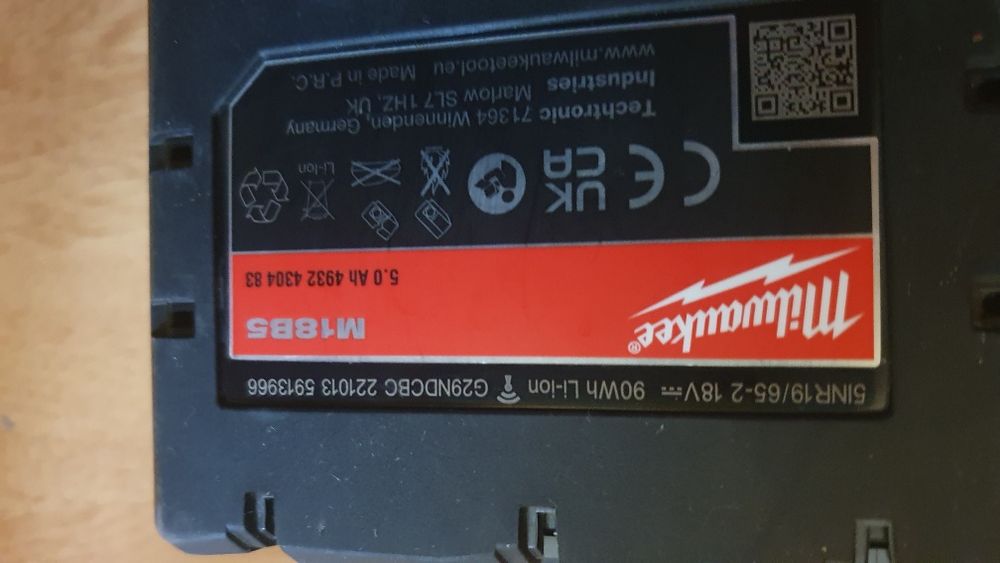 5INR19/65-2 18V 90Wh Li-Ion G29NDCBC 221013 5913966
Milwaukee®
M18B5
5.0 Ah 4932 4304 83
CE
UK
CA
Li-Ion
Techtronic 71364 Winnenden, Germany
Industries Marlow SL7 1HZ, UK
www.milwaukeetool.eu Made in P.R.C.